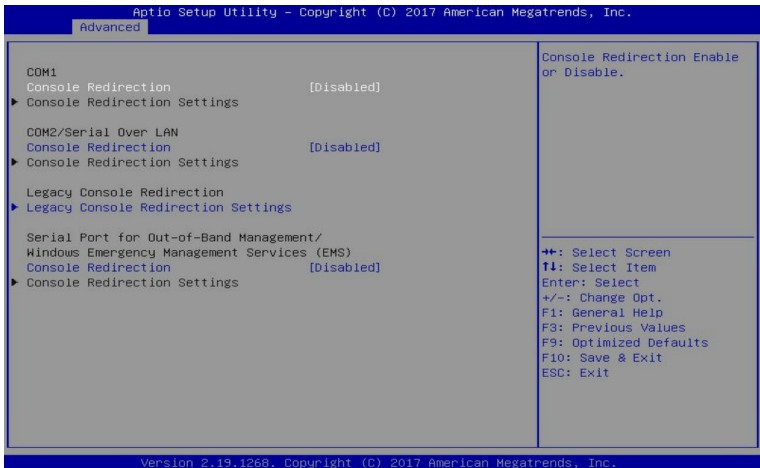 Aptio Setup Utility – Copyright (C) 2017 American Megatrends, Inc.
Advanced
COM1
Console Redirection [Disabled]
▶ Console Redirection Settings
COM2/Serial Over LAN
Console Redirection [Disabled]
▶ Console Redirection Settings
Legacy Console Redirection
▶ Legacy Console Redirection Settings
Serial Port for Out-of-Band Management/
Windows Emergency Management Services (EMS)
Console Redirection [Disabled]
▶ Console Redirection Settings
Console Redirection Enable
or Disable.
→←: Select Screen
↑↓: Select Item
Enter: Select
+/-: Change Opt.
F1: General Help
F3: Previous Values
F9: Optimized Defaults
F10: Save & Exit
ESC: Exit
Version 2.19.1268. Copyright (C) 2017 American Megatrends, Inc.